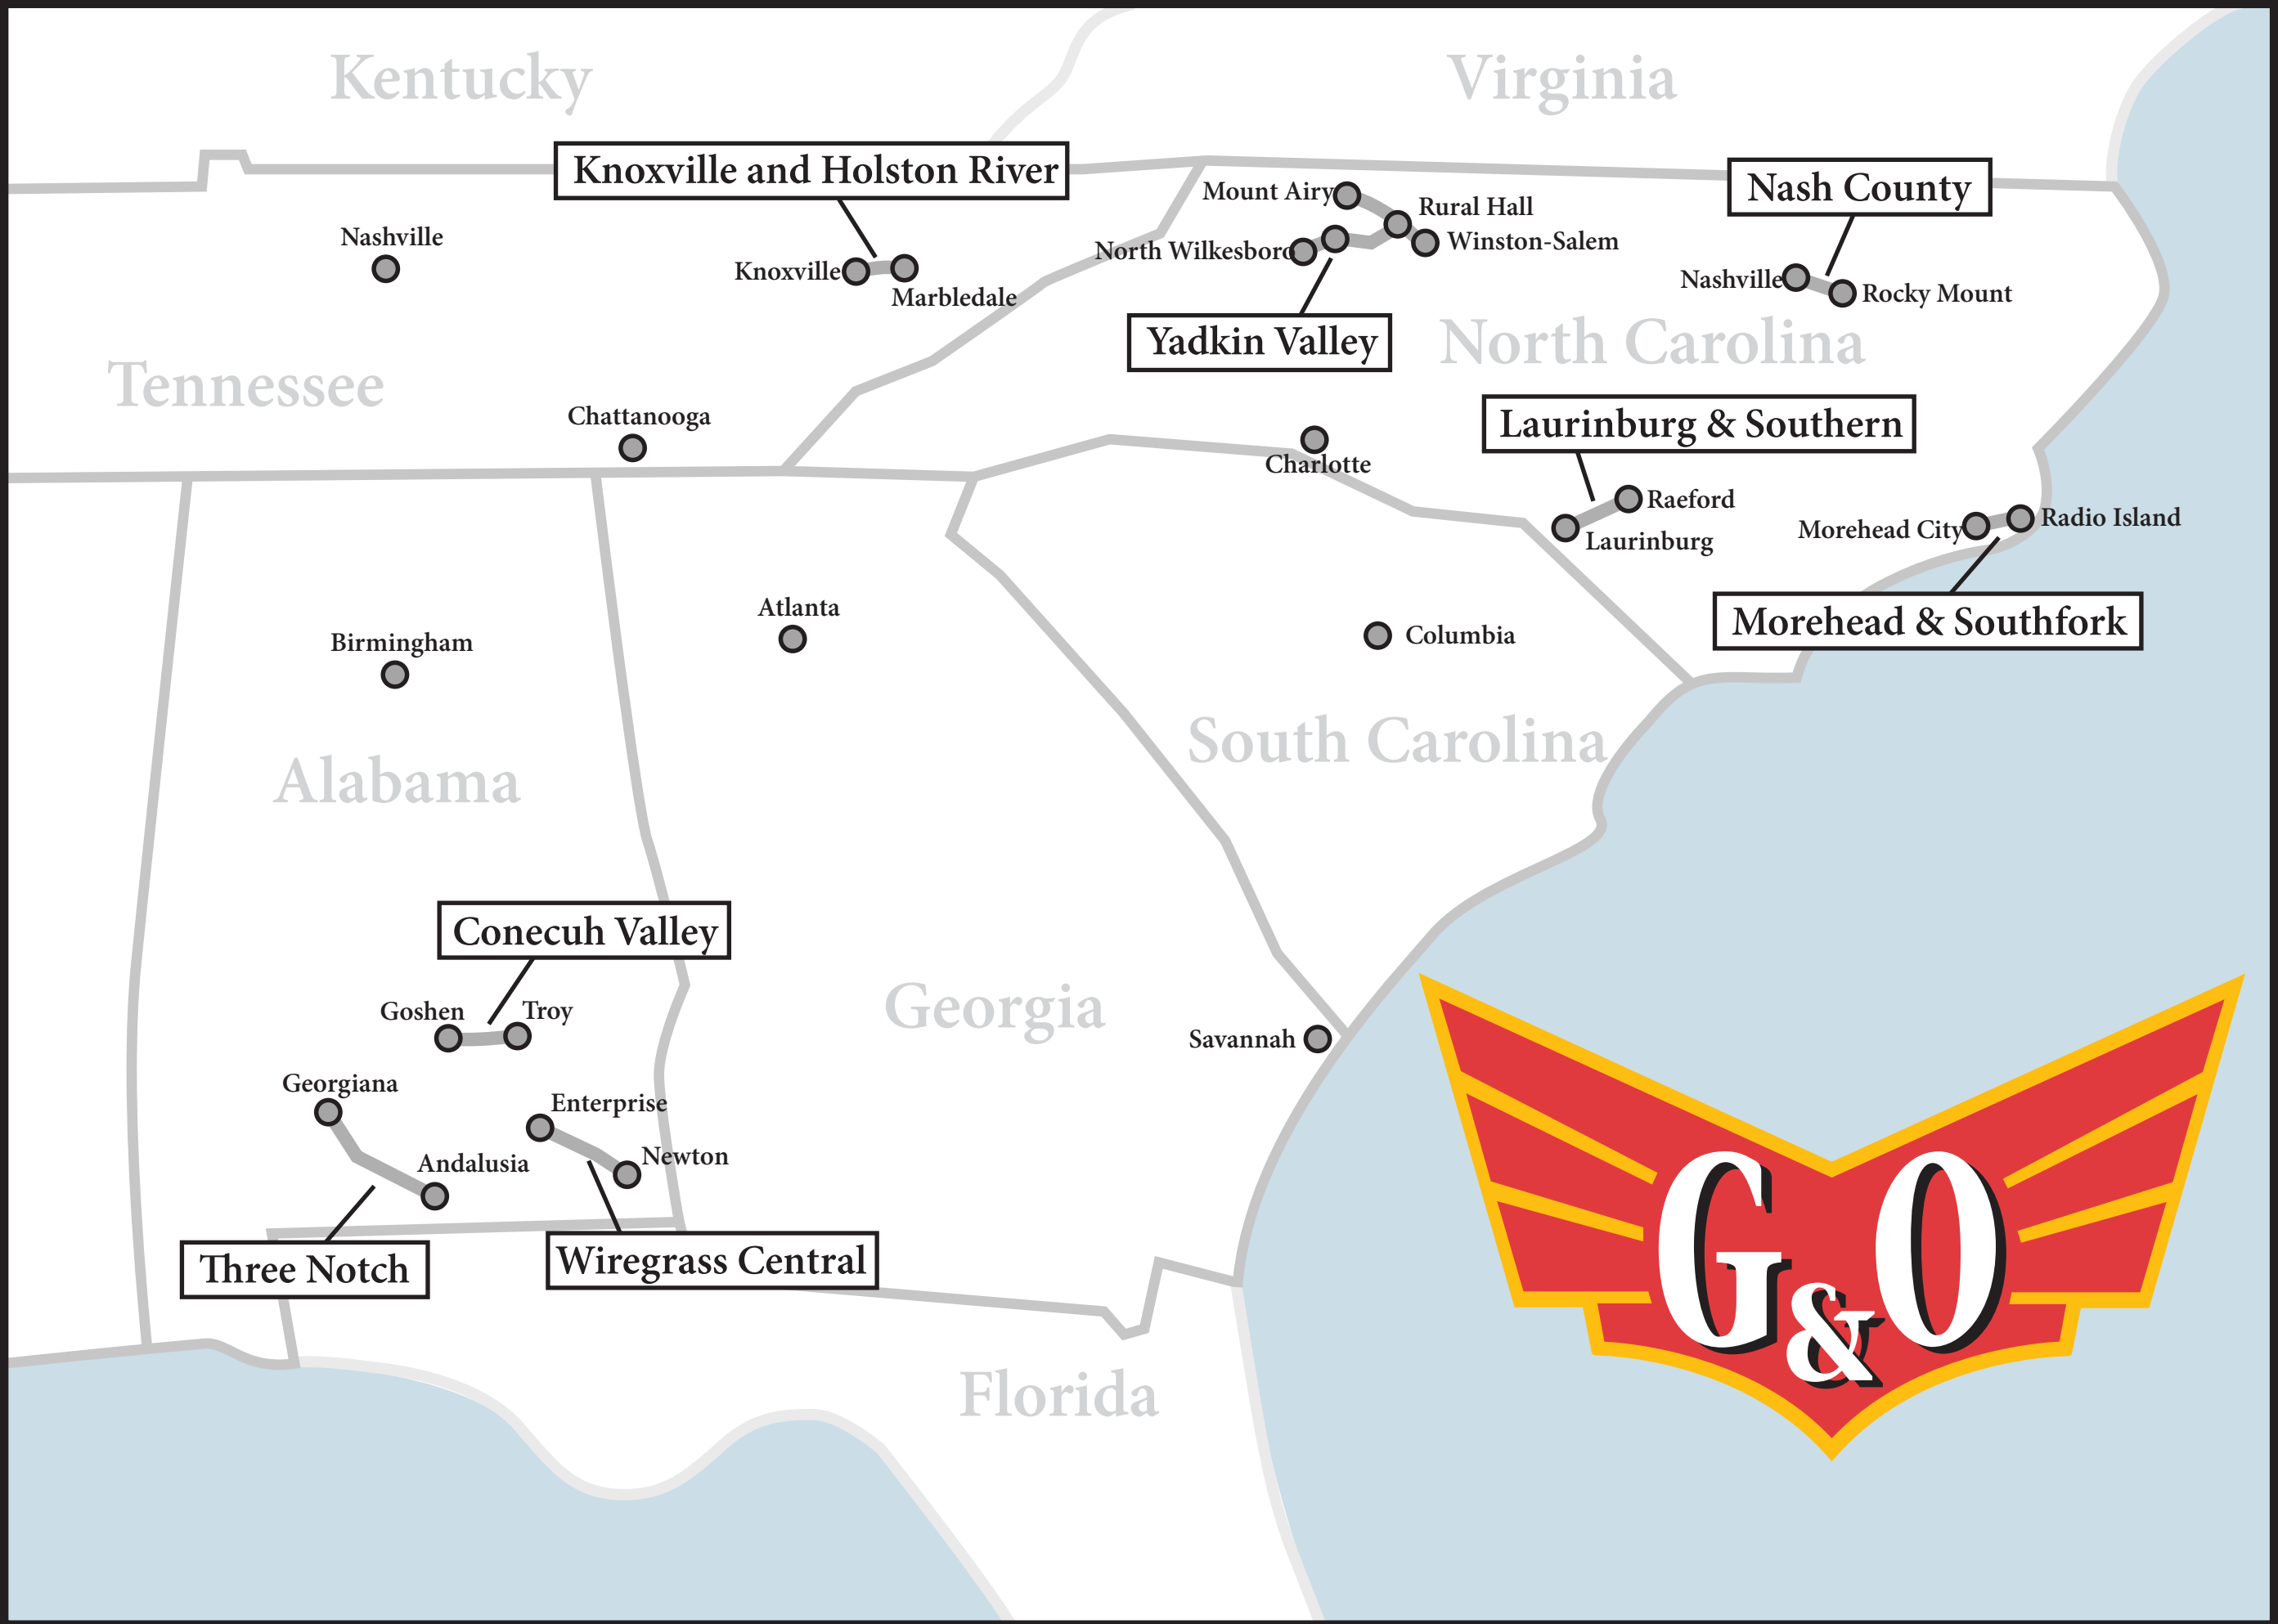 Kentucky
Virginia
Knoxville and Holston River
Nash County
Mount Airy
Rural Hall
North Wilkesboro
Winston-Salem
Nashville
Knoxville
Marbledale
Nashville
Rocky Mount
Yadkin Valley
North Carolina
Tennessee
Chattanooga
Charlotte
Laurinburg & Southern
Raeford
Laurinburg
Morehead City
Radio Island
Morehead & Southfork
Atlanta
Birmingham
Columbia
South Carolina
Alabama
Conecuh Valley
Goshen
Troy
Georgia
Savannah
Georgiana
Enterprise
Andalusia
Newton
Three Notch
Wiregrass Central
Florida
G&O